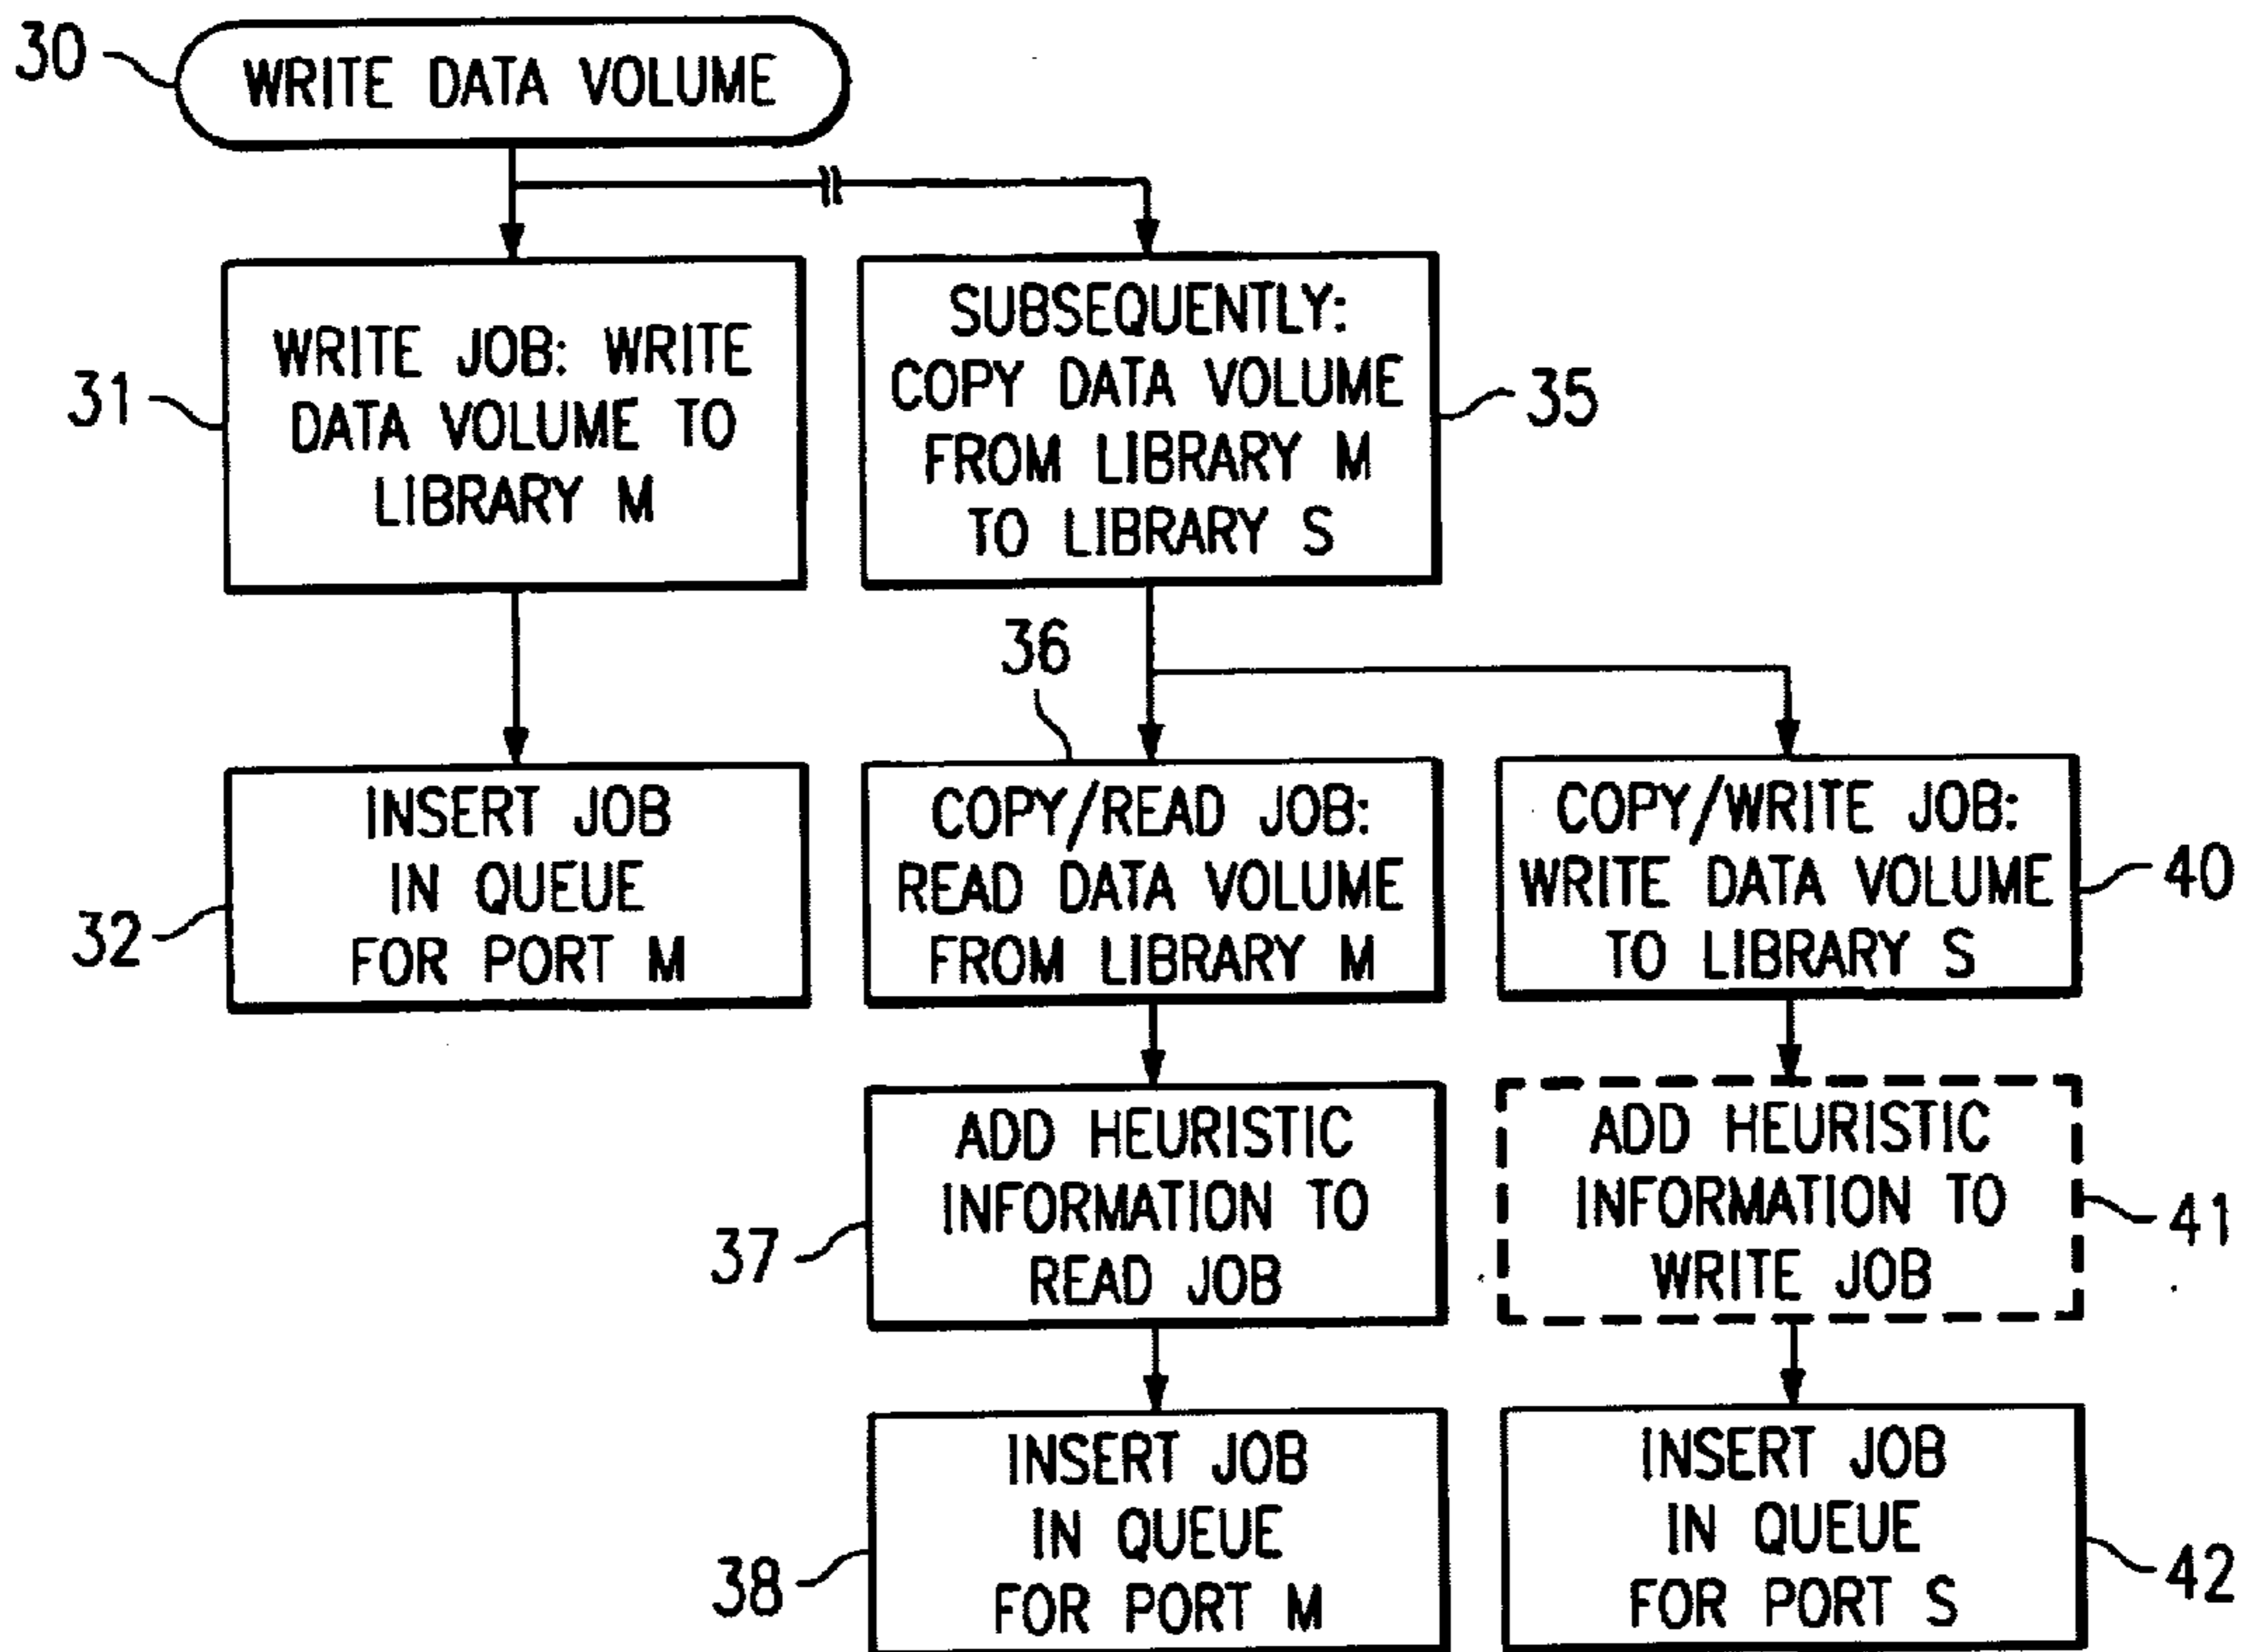 30
WRITE DATA VOLUME
31
WRITE JOB: WRITE
DATA VOLUME TO
LIBRARY M
SUBSEQUENTLY:
COPY DATA VOLUME
FROM LIBRARY M
TO LIBRARY S
35
32
INSERT JOB
IN QUEUE
FOR PORT M
36
COPY/READ JOB:
READ DATA VOLUME
FROM LIBRARY M
COPY/WRITE JOB:
WRITE DATA VOLUME
TO LIBRARY S
40
37
ADD HEURISTIC
INFORMATION TO
READ JOB
ADD HEURISTIC
INFORMATION TO
WRITE JOB
41
38
INSERT JOB
IN QUEUE
FOR PORT M
INSERT JOB
IN QUEUE
FOR PORT S
42